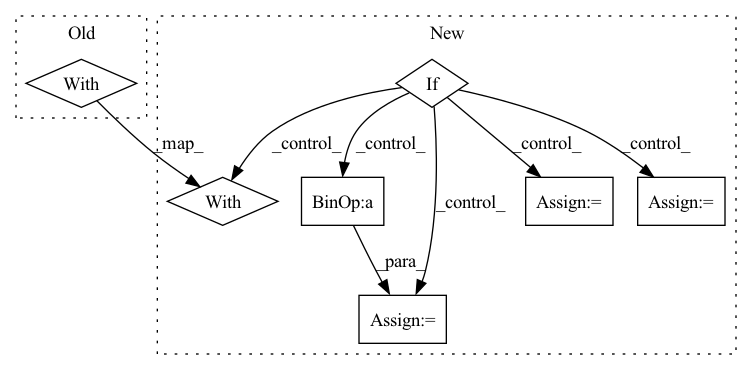 Old
New
With
If
_map_
_control_
_control_
_control_
_control_
With
BinOp:a
Assign:=
Assign:=
_control_
_para_
Assign:=